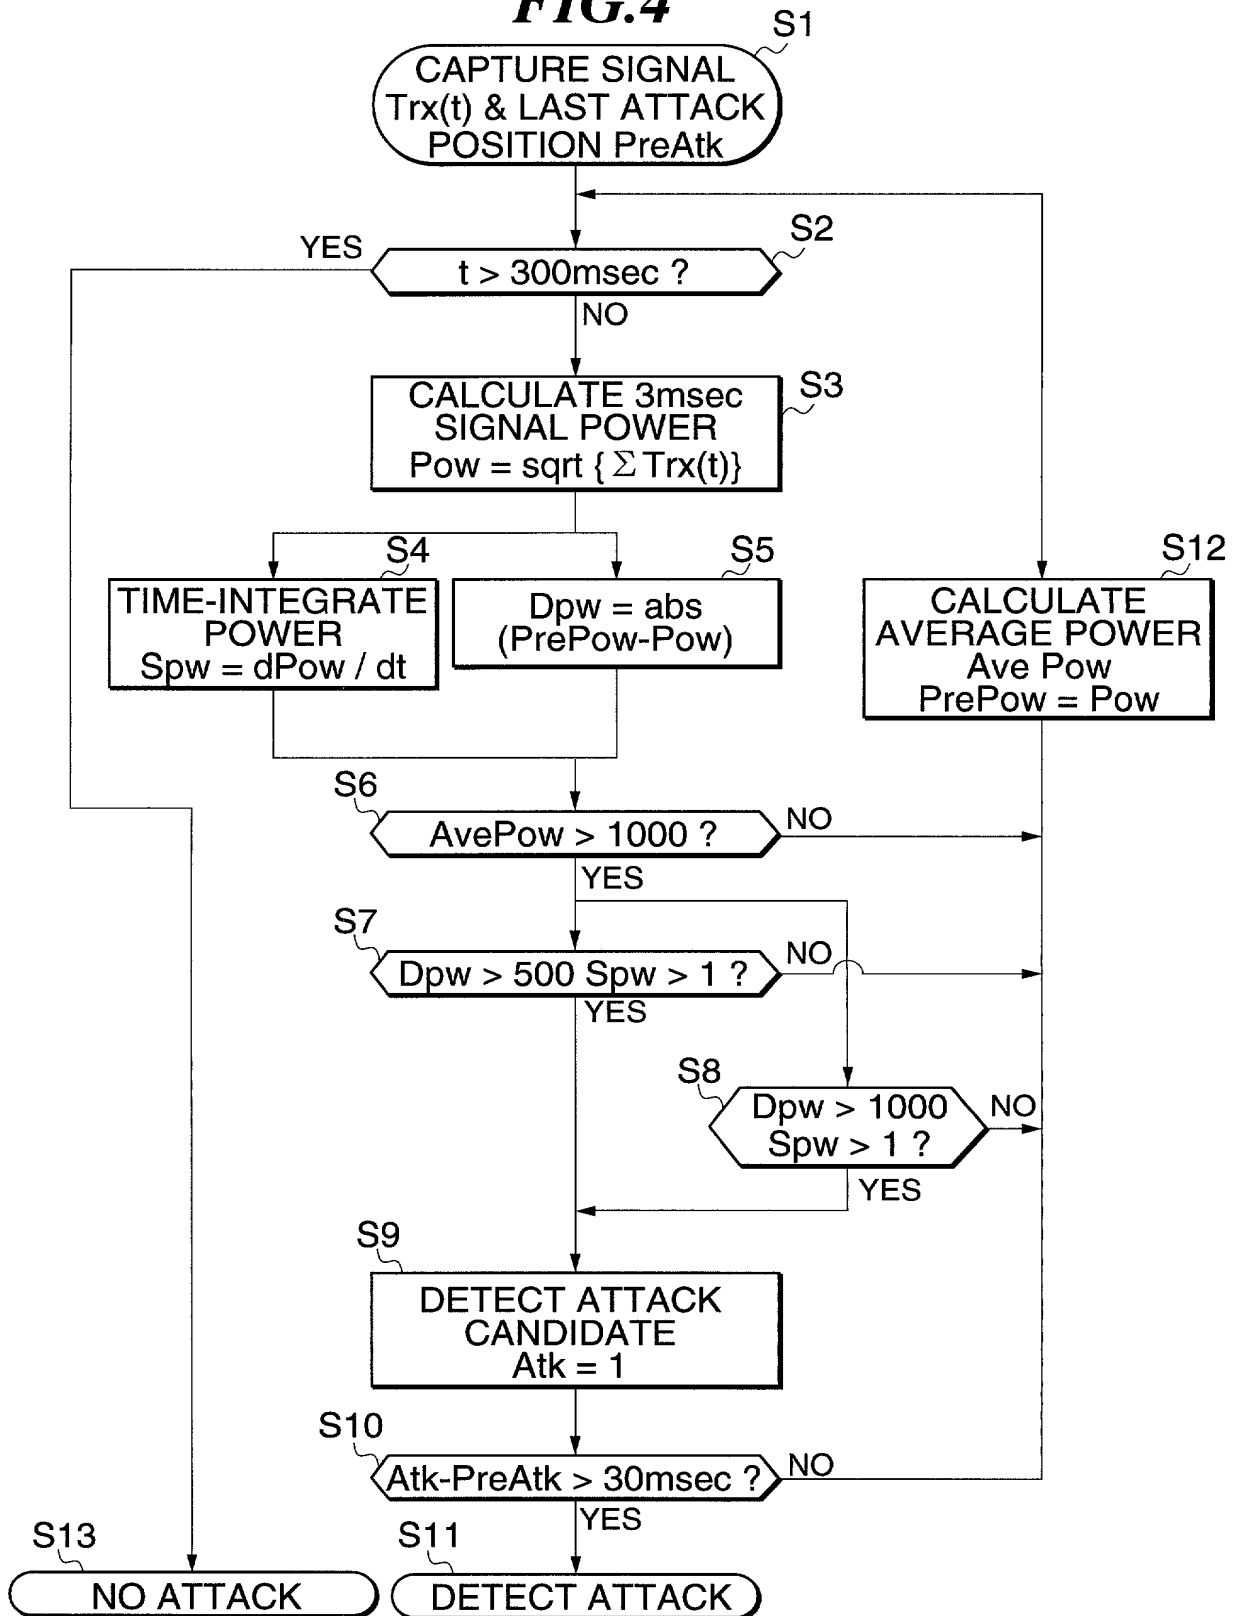 FIG.4
S1
CAPTURE SIGNAL
Trx(t) & LAST ATTACK
POSITION PreAtk
S2
YES
t > 300msec ?
NO
S3
CALCULATE 3msec
SIGNAL POWER
Pow = sqrt { Σ Trx(t)}
S4
TIME-INTEGRATE
POWER
Spw = dPow / dt
S5
Dpw = abs
(PrePow-Pow)
S12
CALCULATE
AVERAGE POWER
Ave Pow
PrePow = Pow
S6
AvePow > 1000 ?
NO
YES
S7
Dpw > 500 Spw > 1 ?
NO
YES
S8
Dpw > 1000
Spw > 1 ?
NO
YES
S9
DETECT ATTACK
CANDIDATE
Atk = 1
S10
Atk-PreAtk > 30msec ?
NO
YES
S13
NO ATTACK
S11
DETECT ATTACK